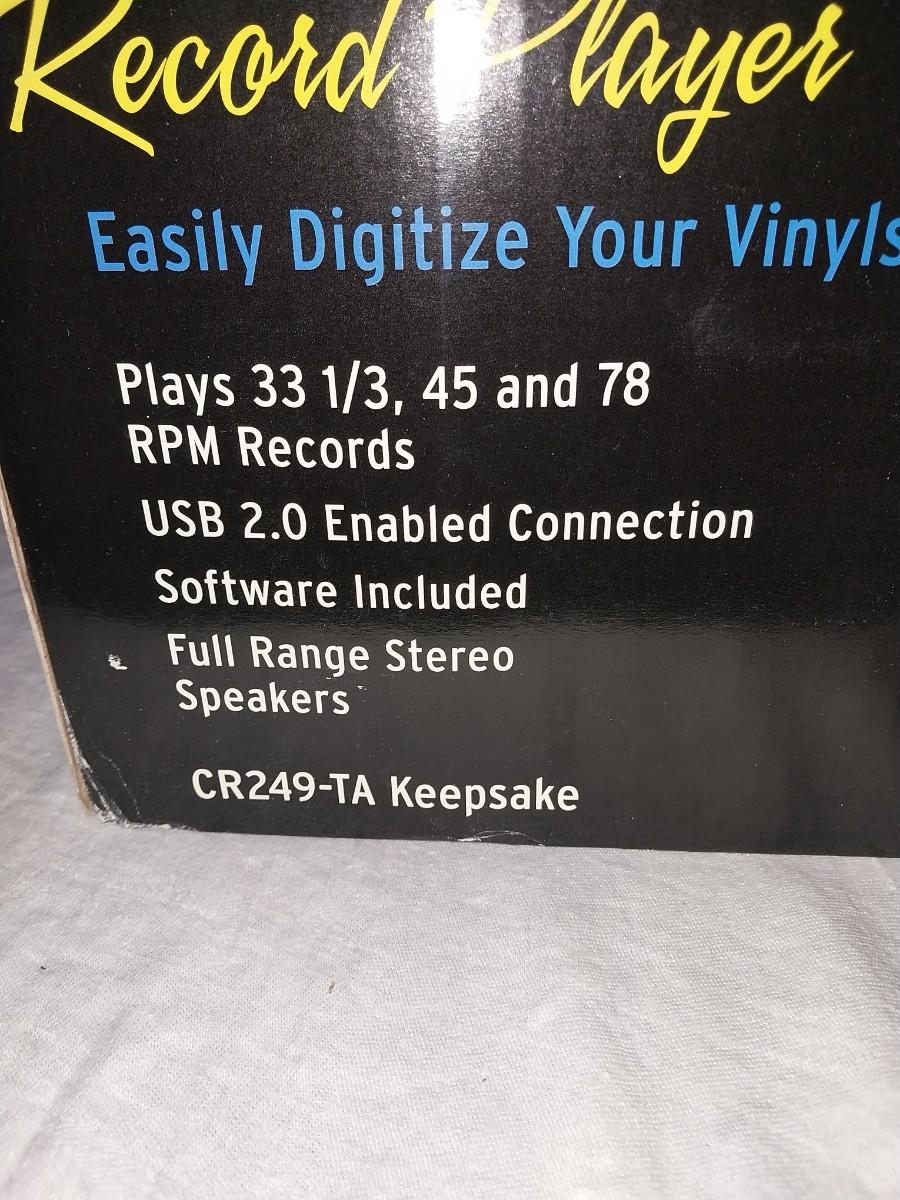 Record Player
Easily Digitize Your Vinyls
Plays 33 1/3, 45 and 78
RPM Records
USB 2.0 Enabled Connection
Software Included
Full Range Stereo
Speakers
CR249-TA Keepsake